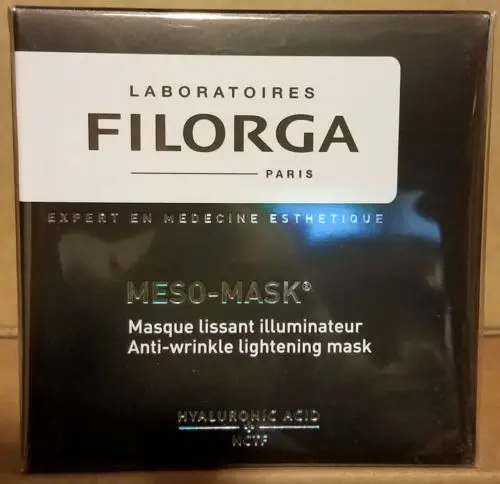 LABORATOIRES
FILORGA
PARIS
EXPERT EN MEDECINE ESTHETIQUE
MESO-MASK®
Masque lissant illuminateur
Anti-wrinkle lightening mask
HYALURONIC ACID
+
NCTF